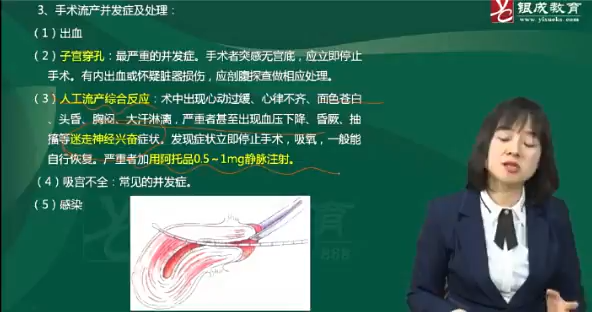 3、手术流产并发症及处理：
银成教育
www.yixueks.com
（1）出血
（2）子宫穿孔：最严重的并发症。手术者突感无宫底，应立即停止
手术。有内出血或怀疑脏器损伤，应剖腹探查做相应处理。
（3）人工流产综合反应：术中出现心动过缓、心律不齐、面色苍白
、头昏、胸闷、大汗淋漓，严重者甚至出现血压下降、昏厥、抽
搐等迷走神经兴奋症状。发现症状立即停止手术，吸氧，一般能
自行恢复。严重者加用阿托品0.5～1mg静脉注射。
（4）吸宫不全：常见的并发症。
（5）感染